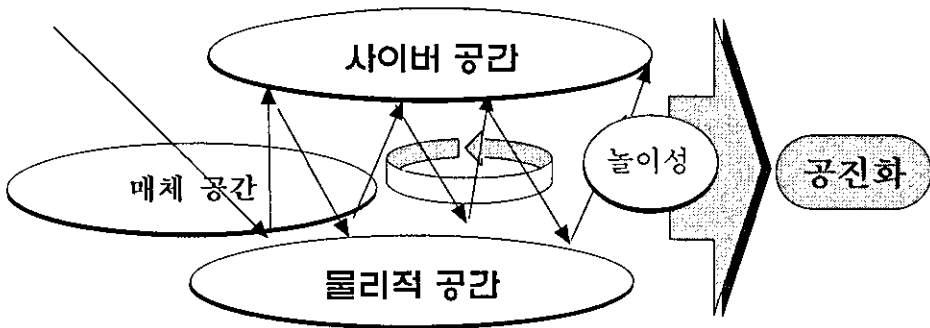 사이버 공간
놀이성
공진화
매체 공간
물리적 공간